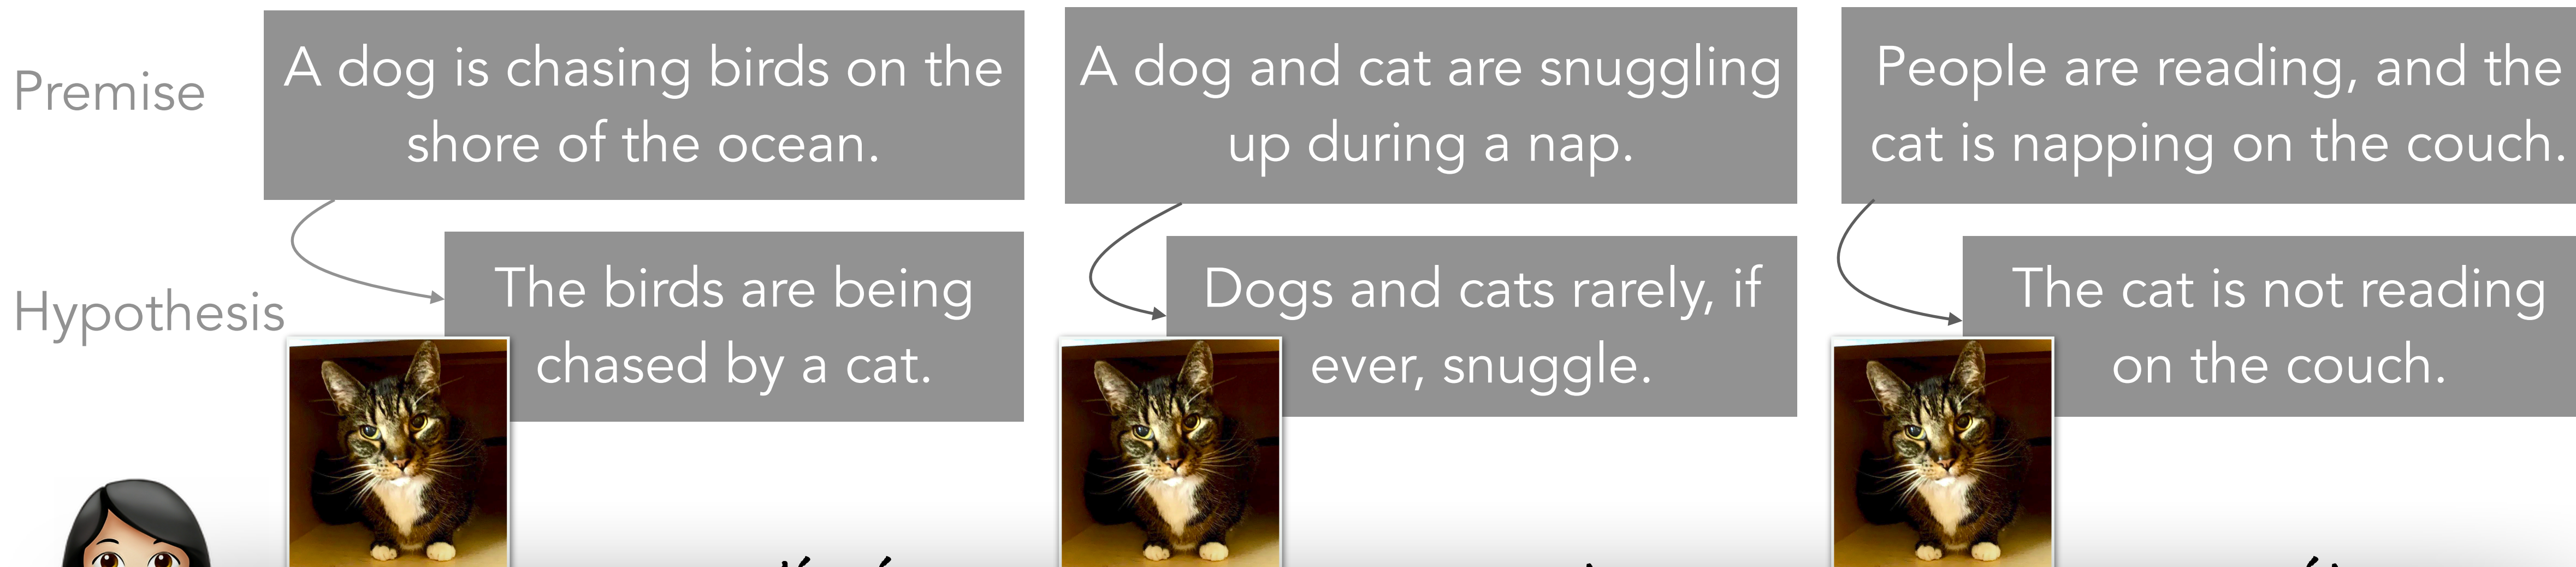 Premise
A dog is chasing birds on the
shore of the ocean.
A dog and cat are snuggling
up during a nap.
People are reading, and the
cat is napping on the couch.
Hypothesis
The birds are being
chased by a cat.
Dogs and cats rarely, if
ever, snuggle.
The cat is not reading
on the couch.